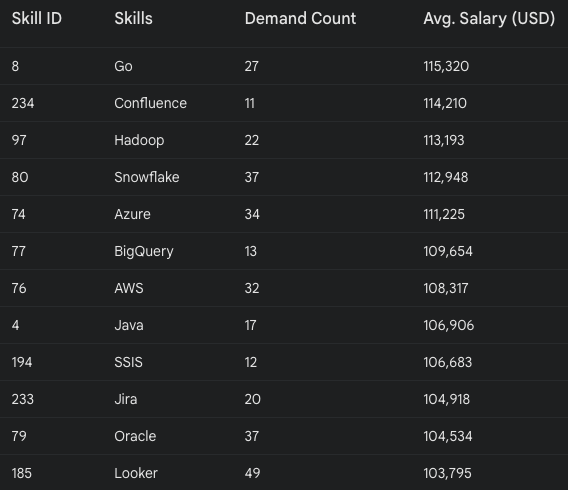 Skill ID Skills Demand Count Avg. Salary (USD)
8 Go 27 115,320
234 Confluence 11 114,210
97 Hadoop 22 113,193
80 Snowflake 37 112,948
74 Azure 34 111,225
77 BigQuery 13 109,654
76 AWS 32 108,317
4 Java 17 106,906
194 SSIS 12 106,683
233 Jira 20 104,918
79 Oracle 37 104,534
185 Looker 49 103,795